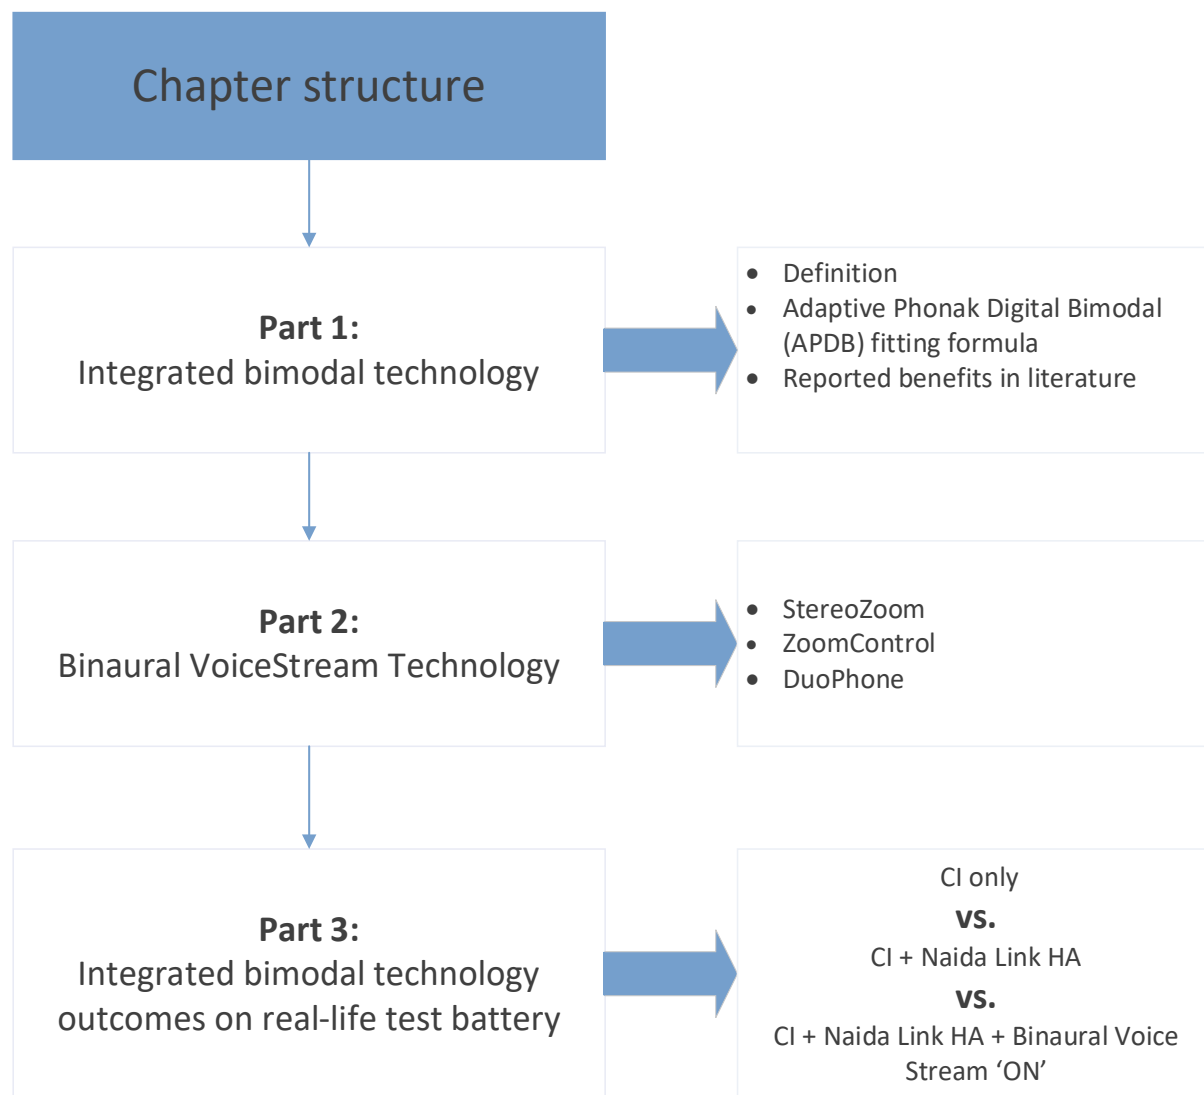 Chapter structure
Part 1:
Integrated bimodal technology
• Definition
• Adaptive Phonak Digital Bimodal
(APDB) fitting formula
• Reported benefits in literature
Part 2:
Binaural VoiceStream Technology
• StereoZoom
• ZoomControl
• DuoPhone
Part 3:
Integrated bimodal technology
outcomes on real-life test battery
CI only
vs.
CI + Naida Link HA
vs.
CI + Naida Link HA + Binaural Voice
Stream ‘ON’